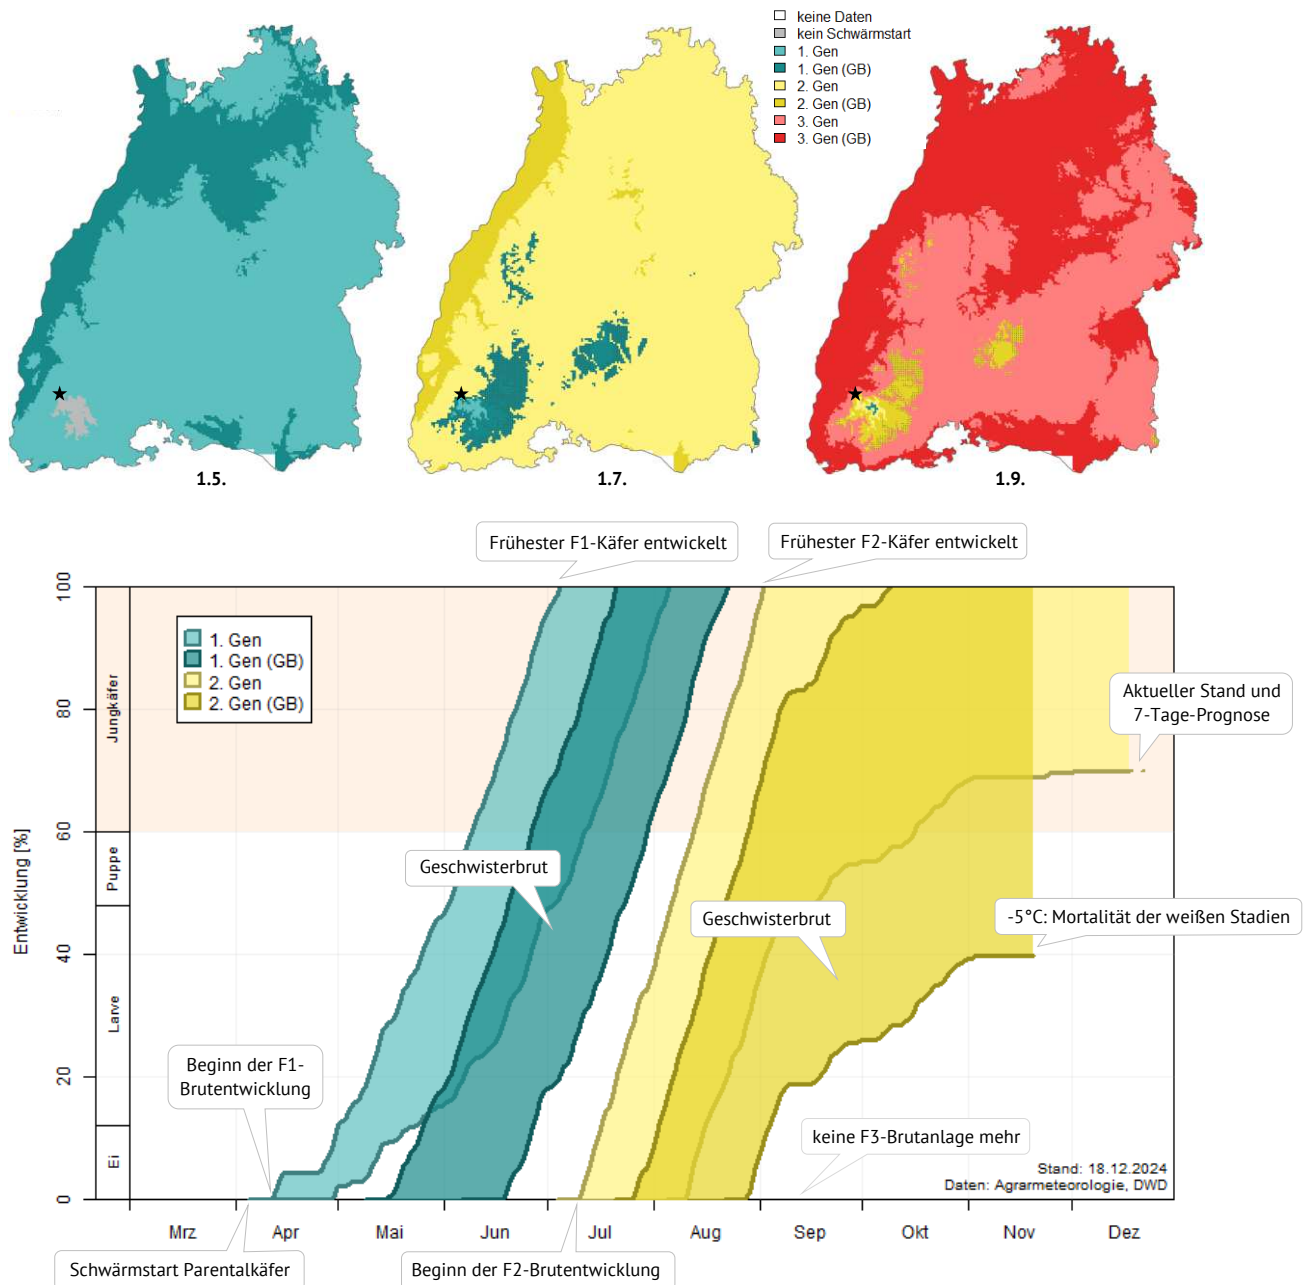 keine Daten
kein Schwärmstart
1. Gen
1. Gen (GB)
2. Gen
2. Gen (GB)
3. Gen
3. Gen (GB)
1.5.
1.7.
1.9.
Frühester F1-Käfer entwickelt
Frühester F2-Käfer entwickelt
Entwicklung [%]
100
80
60
40
20
0
Jungkäfer
Puppe
Larve
Ei
1. Gen
1. Gen (GB)
2. Gen
2. Gen (GB)
Aktueller Stand und
7-Tage-Prognose
Geschwisterbrut
Geschwisterbrut
-5°C: Mortalität der weißen Stadien
Beginn der F1-
Brutentwicklung
keine F3-Brutanlage mehr
Stand: 18.12.2024
Daten: Agrarmeteorologie, DWD
Mrz
Apr
Mai
Jun
Jul
Aug
Sep
Okt
Nov
Dez
Schwärmstart Parentalkäfer
Beginn der F2-Brutentwicklung